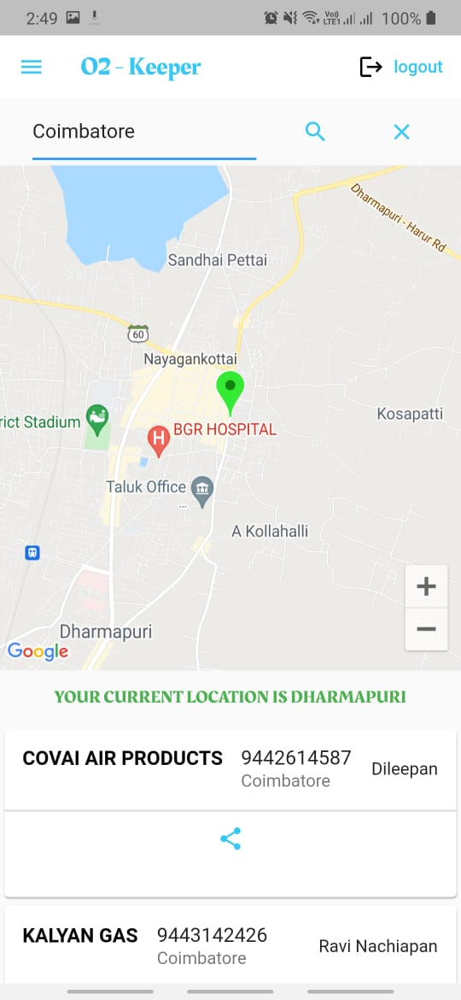 2:49
Vo)) LTE1
100%
O2 - Keeper
logout
Coimbatore
Dharmapuri - Harur Rd
Sandhai Pettai
60
Nayagankottai
Kosapatti
rict Stadium
H
BGR HOSPITAL
Taluk Office
...
A Kollahalli
+
−
Dharmapuri
Google
YOUR CURRENT LOCATION IS DHARMAPURI
COVAI AIR PRODUCTS
9442614587
Coimbatore
Dileepan
KALYAN GAS
9443142426
Coimbatore
Ravi Nachiapan